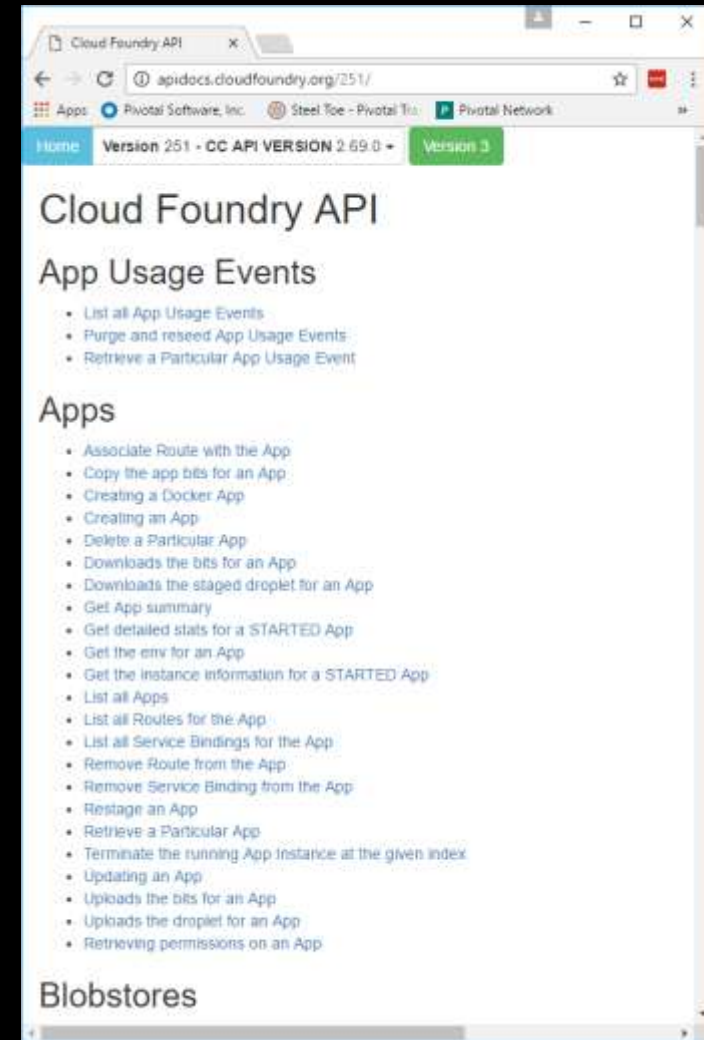 Cloud Foundry API
apidocs.cloudfoundry.org/251/
Apps Pivotal Software, Inc. Steel Toe - Pivotal Tra Pivotal Network
Home Version 251 - CC API VERSION 2.69.0 Version 3
Cloud Foundry API
App Usage Events
List all App Usage Events
Purge and reseed App Usage Events
Retrieve a Particular App Usage Event
Apps
Associate Route with the App
Copy the app bits for an App
Creating a Docker App
Creating an App
Delete a Particular App
Downloads the bits for an App
Downloads the staged droplet for an App
Get App summary
Get detailed stats for a STARTED App
Get the env for an App
Get the instance information for a STARTED App
List all Apps
List all Routes for the App
List all Service Bindings for the App
Remove Route from the App
Remove Service Binding from the App
Restage an App
Retrieve a Particular App
Terminate the running App Instance at the given index
Updating an App
Uploads the bits for an App
Uploads the droplet for an App
Retrieving permissions on an App
Blobstores